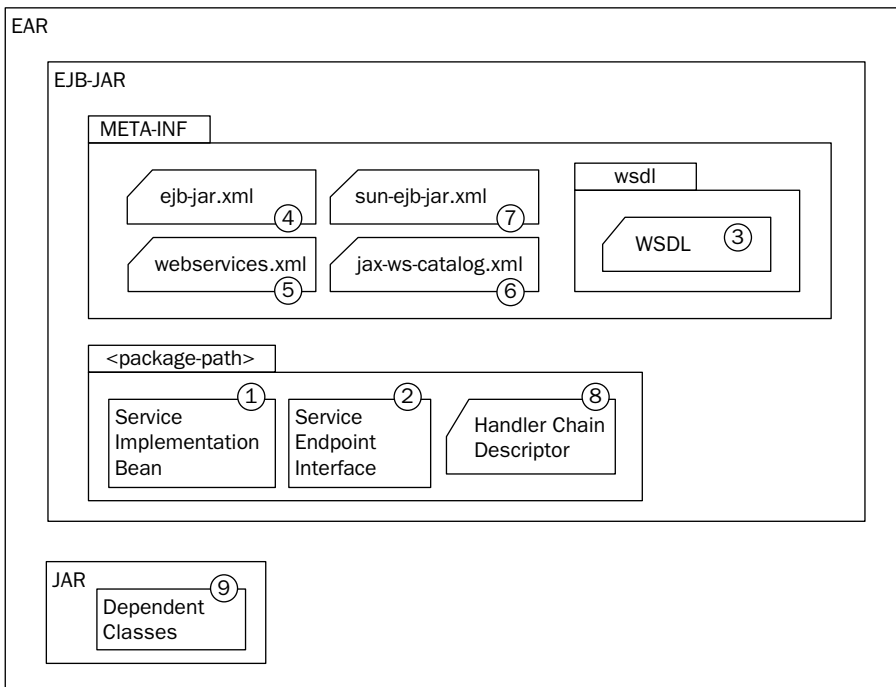 EAR
EJB-JAR
META-INF
ejb-jar.xml
4
sun-ejb-jar.xml
7
webservices.xml
5
jax-ws-catalog.xml
6
wsdl
WSDL
3
<package-path>
1
Service
Implementation
Bean
2
Service
Endpoint
Interface
8
Handler Chain
Descriptor
JAR
9
Dependent
Classes